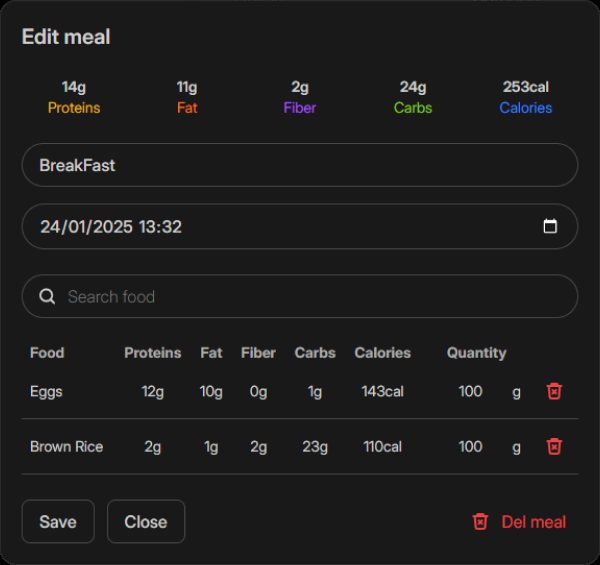 Edit meal
14g 11g 2g 24g 253cal
Proteins Fat Fiber Carbs Calories
BreakFast
24/01/2025 13:32
Search food
Food Proteins Fat Fiber Carbs Calories Quantity
Eggs 12g 10g 0g 1g 143cal 100 g
Brown Rice 2g 1g 2g 23g 110cal 100 g
Save Close Del meal